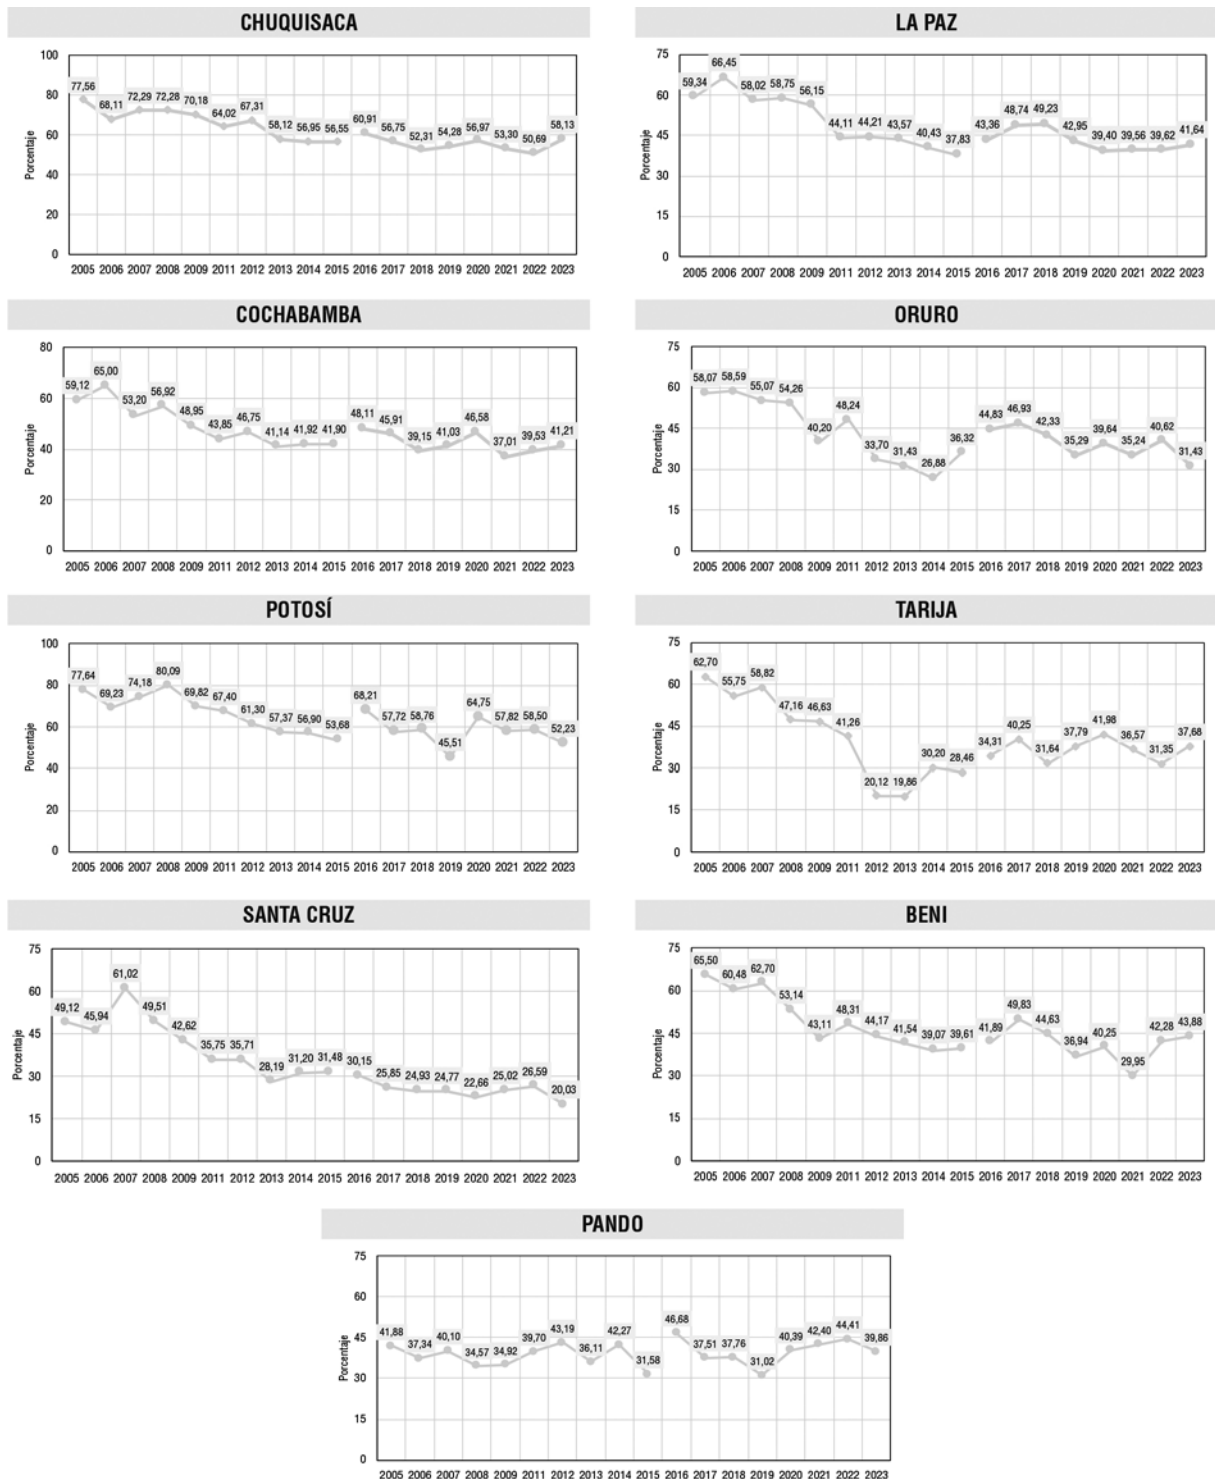 CHUQUISACA
Porcentaje
100
80
60
40
20
0
77,56 68,11 72,29 72,28 70,18 64,02 67,31 58,12 56,95 56,55 60,91 56,75 52,31 54,28 56,97 53,30 50,69 58,13
2005 2006 2007 2008 2009 2011 2012 2013 2014 2015 2016 2017 2018 2019 2020 2021 2022 2023
LA PAZ
Porcentaje
75
60
45
30
15
0
59,34 66,45 58,02 58,75 56,15 44,11 44,21 43,57 40,43 37,83 43,36 48,74 49,23 42,95 39,40 39,56 39,62 41,64
2005 2006 2007 2008 2009 2011 2012 2013 2014 2015 2016 2017 2018 2019 2020 2021 2022 2023
COCHABAMBA
Porcentaje
80
60
40
20
0
59,12 65,00 53,20 56,92 48,95 43,85 46,75 41,14 41,92 41,90 48,11 45,91 39,15 41,03 46,58 37,01 39,53 41,21
2005 2006 2007 2008 2009 2011 2012 2013 2014 2015 2016 2017 2018 2019 2020 2021 2022 2023
ORURO
Porcentaje
75
60
45
30
15
0
58,07 58,59 55,07 54,26 40,20 48,24 33,70 31,43 26,88 36,32 44,83 46,93 42,33 35,29 39,64 35,24 40,62 31,43
2005 2006 2007 2008 2009 2011 2012 2013 2014 2015 2016 2017 2018 2019 2020 2021 2022 2023
POTOSÍ
Porcentaje
100
80
60
40
20
0
77,64 69,23 74,18 80,09 69,82 67,40 61,30 57,37 56,90 53,68 68,21 57,72 58,76 45,51 64,75 57,82 58,50 52,23
2005 2006 2007 2008 2009 2011 2012 2013 2014 2015 2016 2017 2018 2019 2020 2021 2022 2023
TARIJA
Porcentaje
75
60
45
30
15
0
62,70 55,75 58,82 47,16 46,63 41,26 20,12 19,86 30,20 28,46 34,31 40,25 31,64 37,79 41,98 36,57 31,35 37,68
2005 2006 2007 2008 2009 2011 2012 2013 2014 2015 2016 2017 2018 2019 2020 2021 2022 2023
SANTA CRUZ
Porcentaje
75
60
45
30
15
0
49,12 45,94 61,02 49,51 42,62 35,75 35,71 28,19 31,20 31,48 30,15 25,85 24,93 24,77 22,66 25,02 26,59 20,03
2005 2006 2007 2008 2009 2011 2012 2013 2014 2015 2016 2017 2018 2019 2020 2021 2022 2023
BENI
Porcentaje
75
60
45
30
15
0
65,50 60,48 62,70 53,14 43,11 48,31 44,17 41,54 39,07 39,61 41,89 49,83 44,63 36,94 40,25 29,95 42,28 43,88
2005 2006 2007 2008 2009 2011 2012 2013 2014 2015 2016 2017 2018 2019 2020 2021 2022 2023
PANDO
Porcentaje
75
60
45
30
15
0
41,88 37,34 40,10 34,57 34,92 39,70 43,19 36,11 42,27 31,58 46,68 37,51 37,76 31,02 40,39 42,40 44,41 39,86
2005 2006 2007 2008 2009 2011 2012 2013 2014 2015 2016 2017 2018 2019 2020 2021 2022 2023